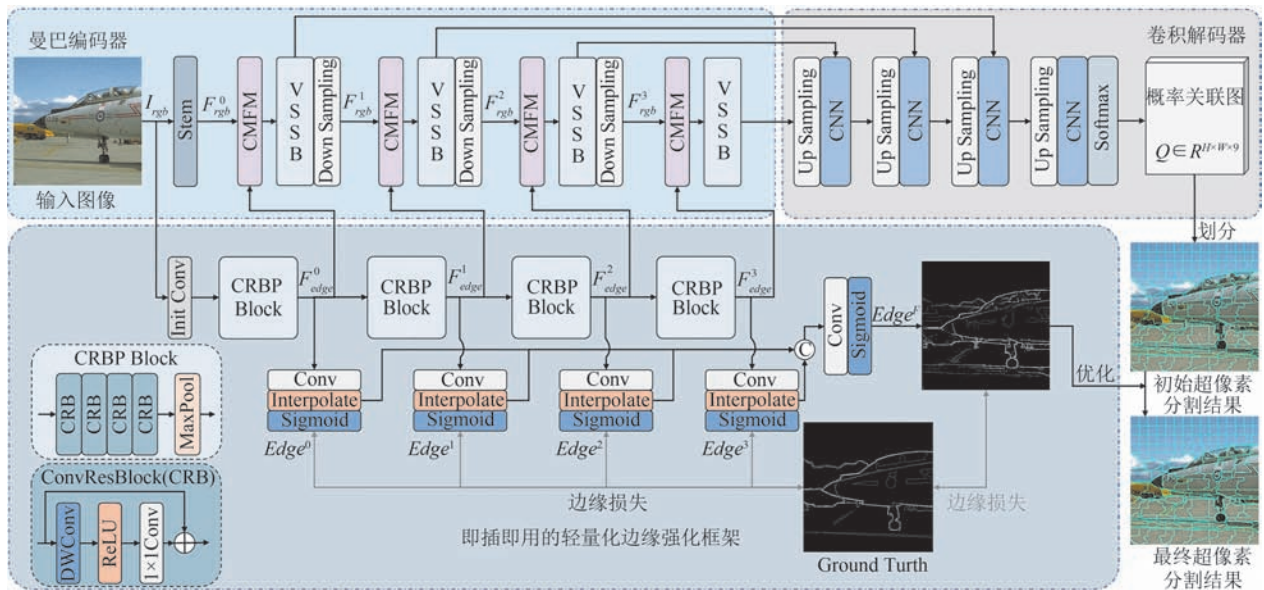 曼巴编码器
输入图像
I_rgb
Stem
F^0_rgb
CMFM
VSSB
Down Sampling
F^1_rgb
CMFM
VSSB
Down Sampling
F^2_rgb
CMFM
VSSB
Down Sampling
F^3_rgb
CMFM
VSSB
卷积解码器
Up Sampling
CNN
Up Sampling
CNN
Up Sampling
CNN
Up Sampling
CNN
Softmax
概率关联图
Q∈R^{H×W×9}
划分
初始超像素
分割结果
优化
最终超像素
分割结果
Init Conv
CRBP
Block
F^0_edge
CRBP
Block
F^1_edge
CRBP
Block
F^2_edge
CRBP
Block
F^3_edge
Conv
Interpolate
Sigmoid
Edge^0
Conv
Interpolate
Sigmoid
Edge^1
Conv
Interpolate
Sigmoid
Edge^2
Conv
Interpolate
Sigmoid
Edge^3
C
Conv
Sigmoid
Edge^F
CRBP Block
CRB
CRB
CRB
CRB
MaxPool
ConvResBlock(CRB)
DWConv
ReLU
1×1Conv
边缘损失
边缘损失
即插即用的轻量化边缘强化框架
Ground Turth